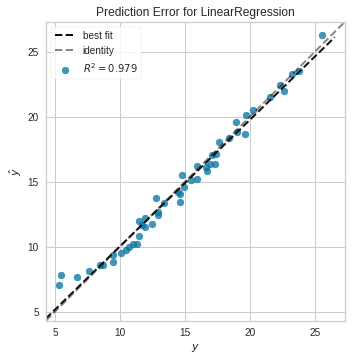 Prediction Error for LinearRegression
best fit
identity
R² = 0.979
ŷ
25
20
15
10
5
5 10 15 20 25
y